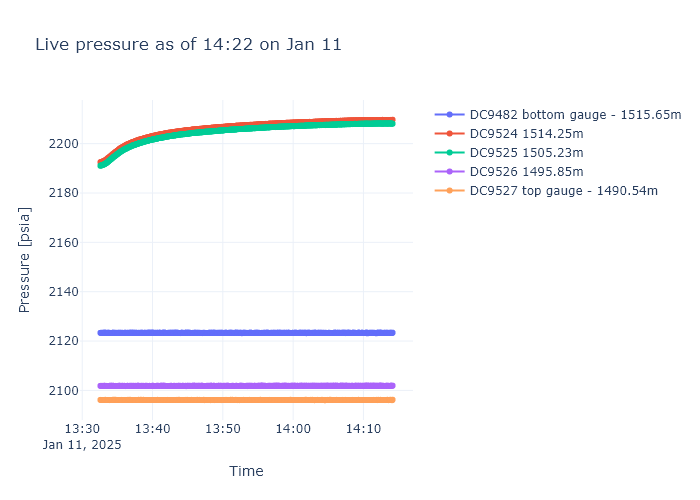 Live pressure as of 14:22 on Jan 11
DC9482 bottom gauge - 1515.65m
DC9524 1514.25m
DC9525 1505.23m
DC9526 1495.85m
DC9527 top gauge - 1490.54m
Pressure [psia]
2200
2180
2160
2140
2120
2100
13:30 13:40 13:50 14:00 14:10
Jan 11, 2025
Time